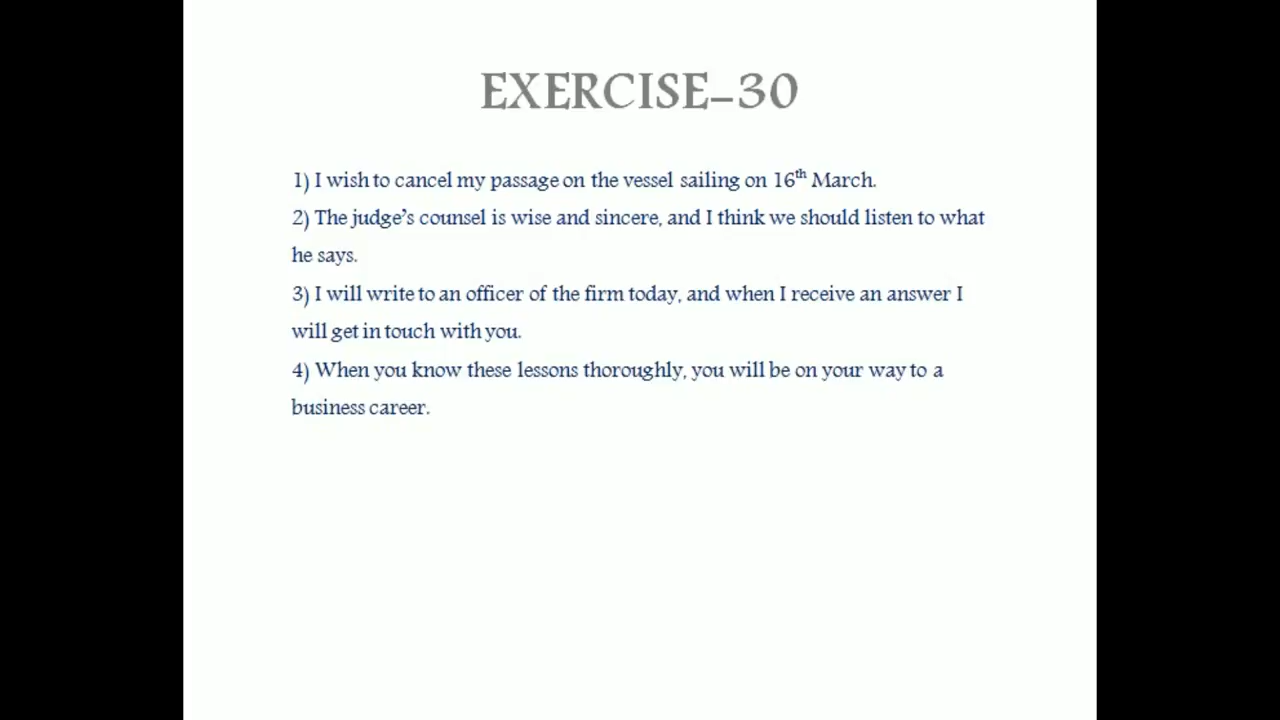 EXERCISE-30
1) I wish to cancel my passage on the vessel sailing on 16th March.
2) The judge's counsel is wise and sincere, and I think we should listen to what
he says.
3) I will write to an officer of the firm today, and when I receive an answer I
will get in touch with you.
4) When you know these lessons thoroughly, you will be on your way to a
business career.